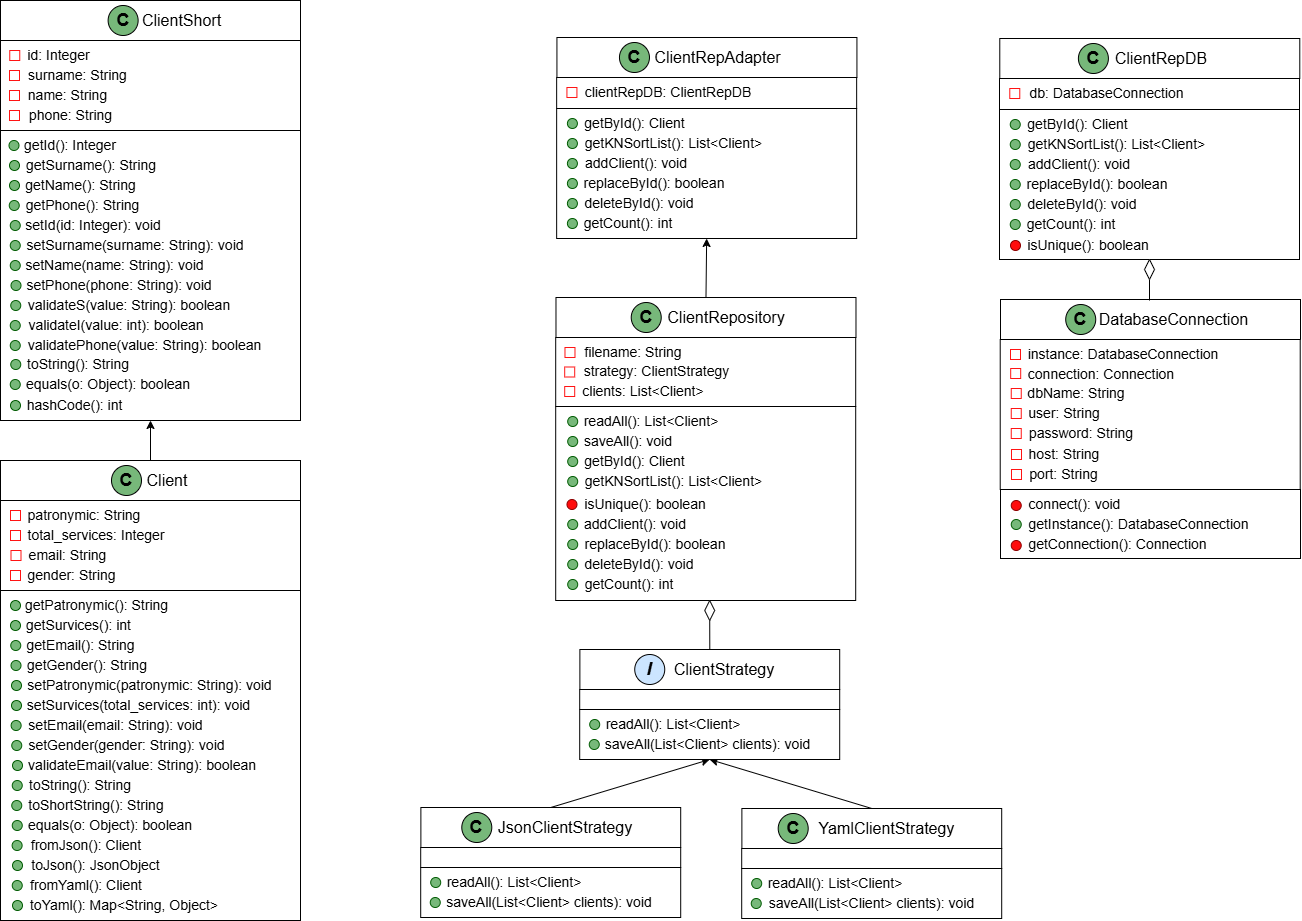 C ClientShort
id: Integer
surname: String
name: String
phone: String
getId(): Integer
getSurname(): String
getName(): String
getPhone(): String
setId(id: Integer): void
setSurname(surname: String): void
setName(name: String): void
setPhone(phone: String): void
validateS(value: String): boolean
validateI(value: int): boolean
validatePhone(value: String): boolean
toString(): String
equals(o: Object): boolean
hashCode(): int
C Client
patronymic: String
total_services: Integer
email: String
gender: String
getPatronymic(): String
getSurvices(): int
getEmail(): String
getGender(): String
setPatronymic(patronymic: String): void
setSurvices(total_services: int): void
setEmail(email: String): void
setGender(gender: String): void
validateEmail(value: String): boolean
toString(): String
toShortString(): String
equals(o: Object): boolean
fromJson(): Client
toJson(): JsonObject
fromYaml(): Client
toYaml(): Map<String, Object>
C ClientRepAdapter
clientRepDB: ClientRepDB
getById(): Client
getKNSortList(): List<Client>
addClient(): void
replaceById(): boolean
deleteById(): void
getCount(): int
C ClientRepository
filename: String
strategy: ClientStrategy
clients: List<Client>
readAll(): List<Client>
saveAll(): void
getById(): Client
getKNSortList(): List<Client>
isUnique(): boolean
addClient(): void
replaceById(): boolean
deleteById(): void
getCount(): int
I ClientStrategy
readAll(): List<Client>
saveAll(List<Client> clients): void
C JsonClientStrategy
readAll(): List<Client>
saveAll(List<Client> clients): void
C YamlClientStrategy
readAll(): List<Client>
saveAll(List<Client> clients): void
C ClientRepDB
db: DatabaseConnection
getById(): Client
getKNSortList(): List<Client>
addClient(): void
replaceById(): boolean
deleteById(): void
getCount(): int
isUnique(): boolean
C DatabaseConnection
instance: DatabaseConnection
connection: Connection
dbName: String
user: String
password: String
host: String
port: String
connect(): void
getInstance(): DatabaseConnection
getConnection(): Connection